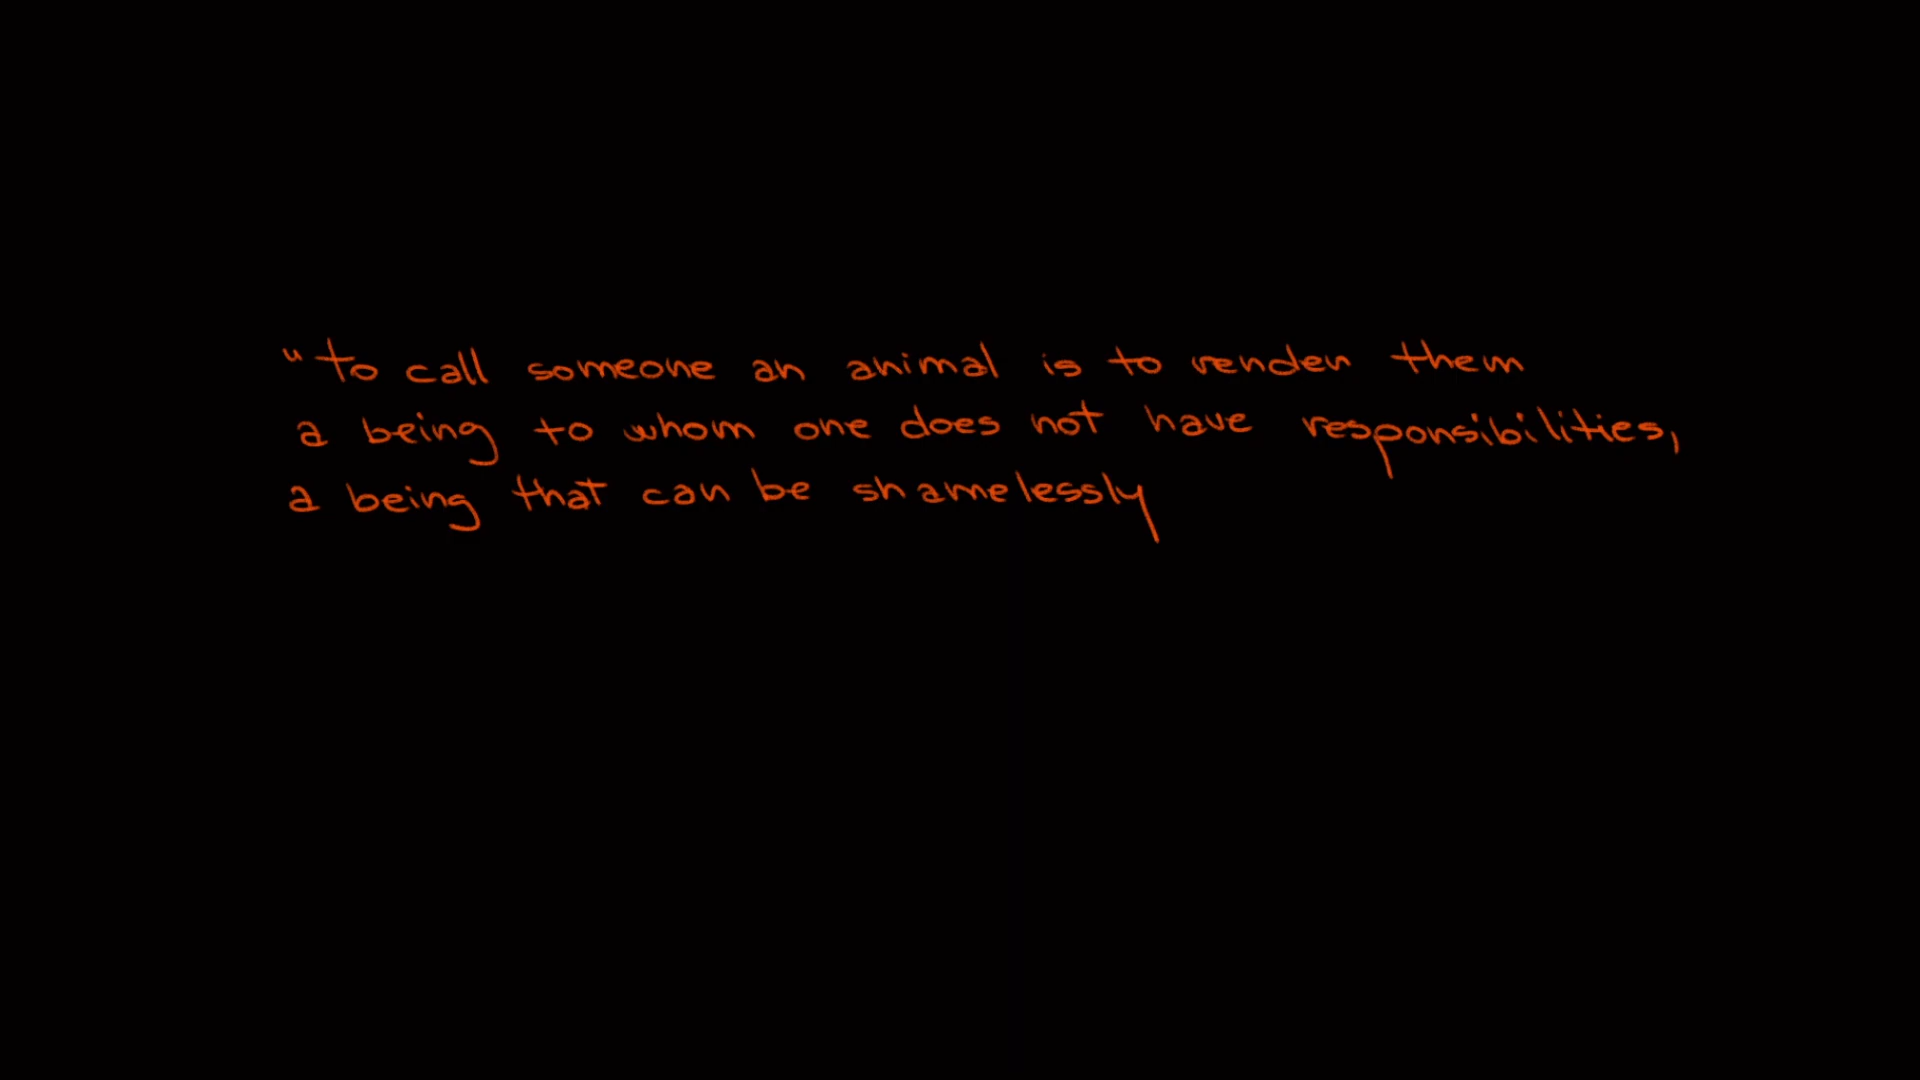 "to call someone an animal is to render them
a being to whom one does not have responsibilities,
a being that can be shamelessly